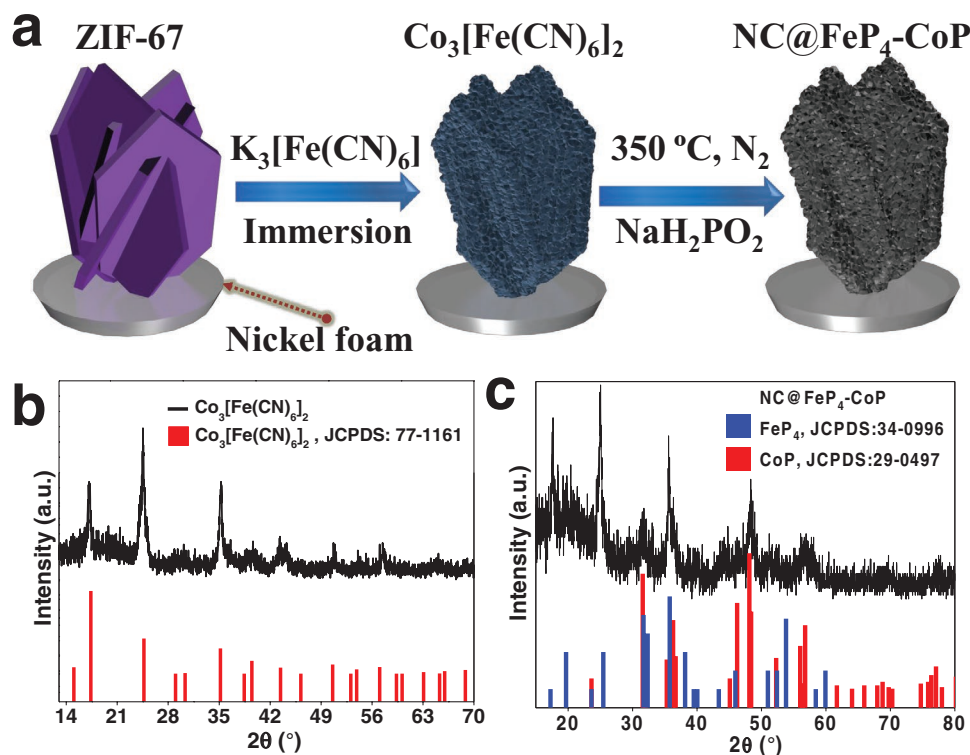 a
ZIF-67
Co₃[Fe(CN)₆]₂
NC@FeP₄-CoP
K₃[Fe(CN)₆]
Immersion
350 ºC, N₂
NaH₂PO₂
Nickel foam
b
Co₃[Fe(CN)₆]₂
Co₃[Fe(CN)₆]₂ , JCPDS: 77-1161
Intensity (a.u.)
14 21 28 35 42 49 56 63 70
2θ (°)
c
NC@FeP₄-CoP
FeP₄, JCPDS:34-0996
CoP, JCPDS:29-0497
Intensity (a.u.)
20 30 40 50 60 70 80
2θ (°)